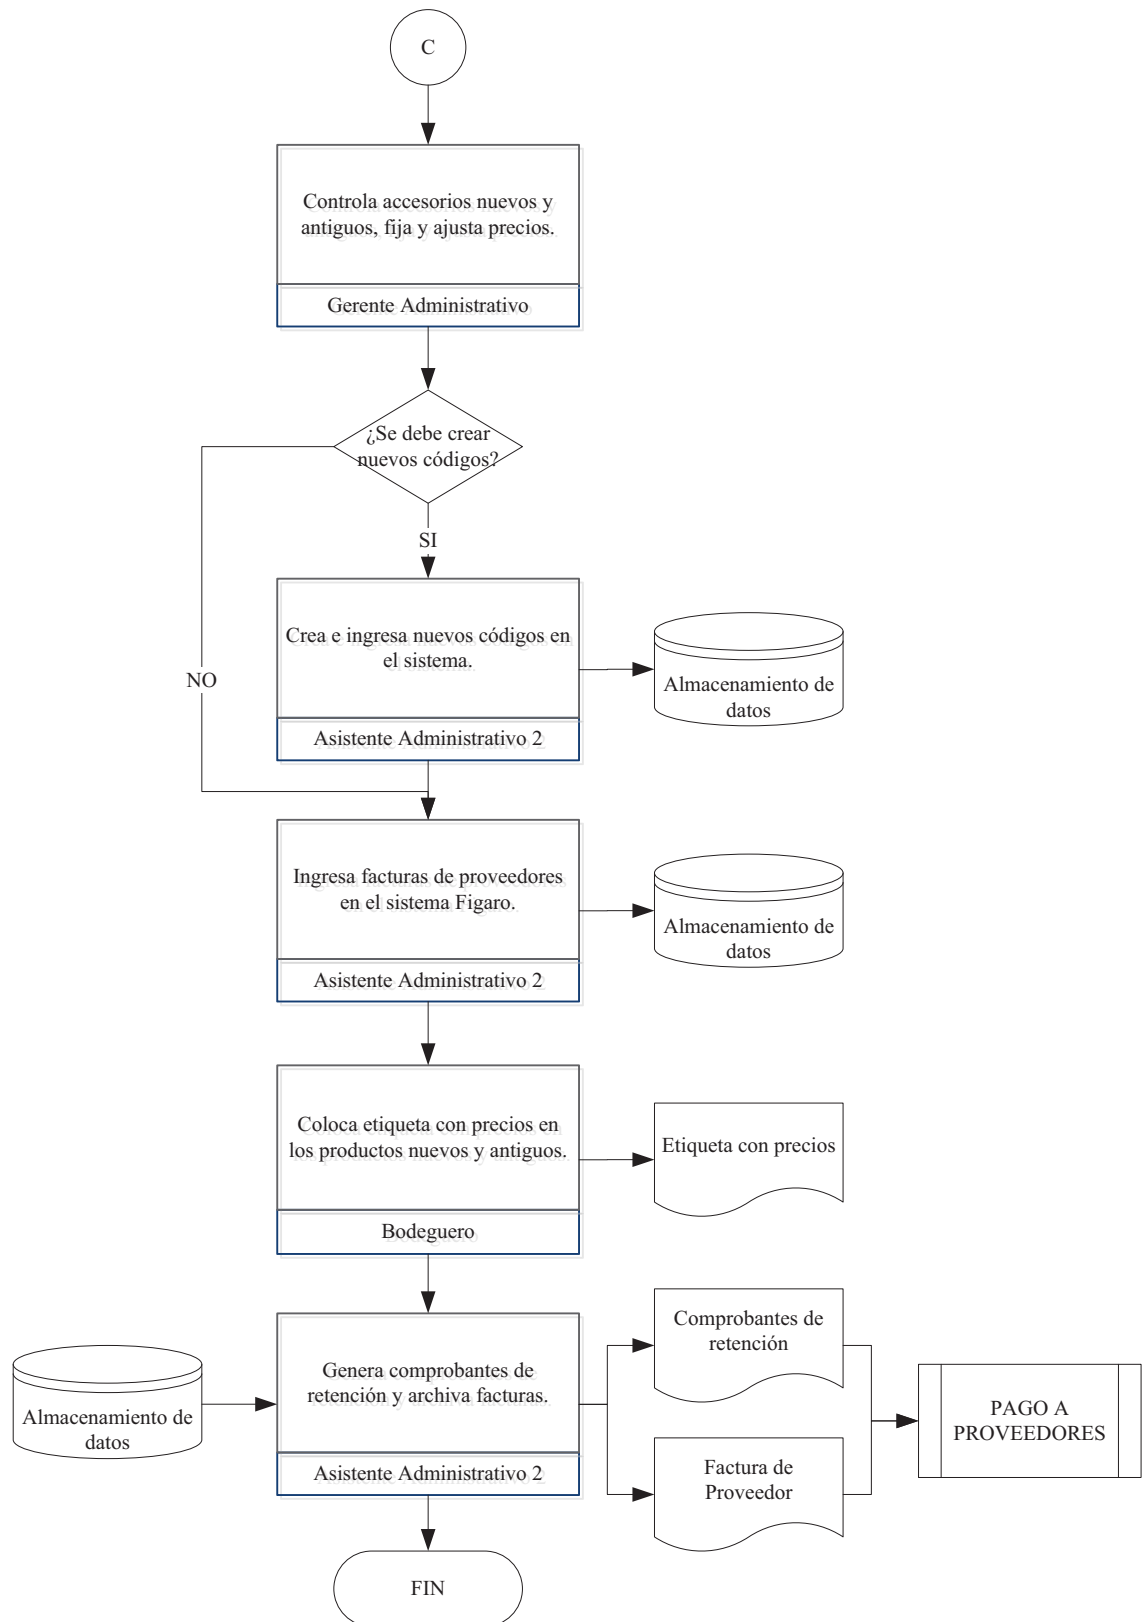 C
Controla accesorios nuevos y
antiguos, fija y ajusta precios.
Gerente Administrativo
¿Se debe crear
nuevos códigos?
SI
NO
Crea e ingresa nuevos códigos en
el sistema.
Asistente Administrativo 2
Almacenamiento de
datos
Ingresa facturas de proveedores
en el sistema Figaro.
Asistente Administrativo 2
Almacenamiento de
datos
Coloca etiqueta con precios en
los productos nuevos y antiguos.
Bodeguero
Etiqueta con precios
Almacenamiento de
datos
Genera comprobantes de
retención y archiva facturas.
Asistente Administrativo 2
Comprobantes de
retención
Factura de
Proveedor
PAGO A
PROVEEDORES
FIN